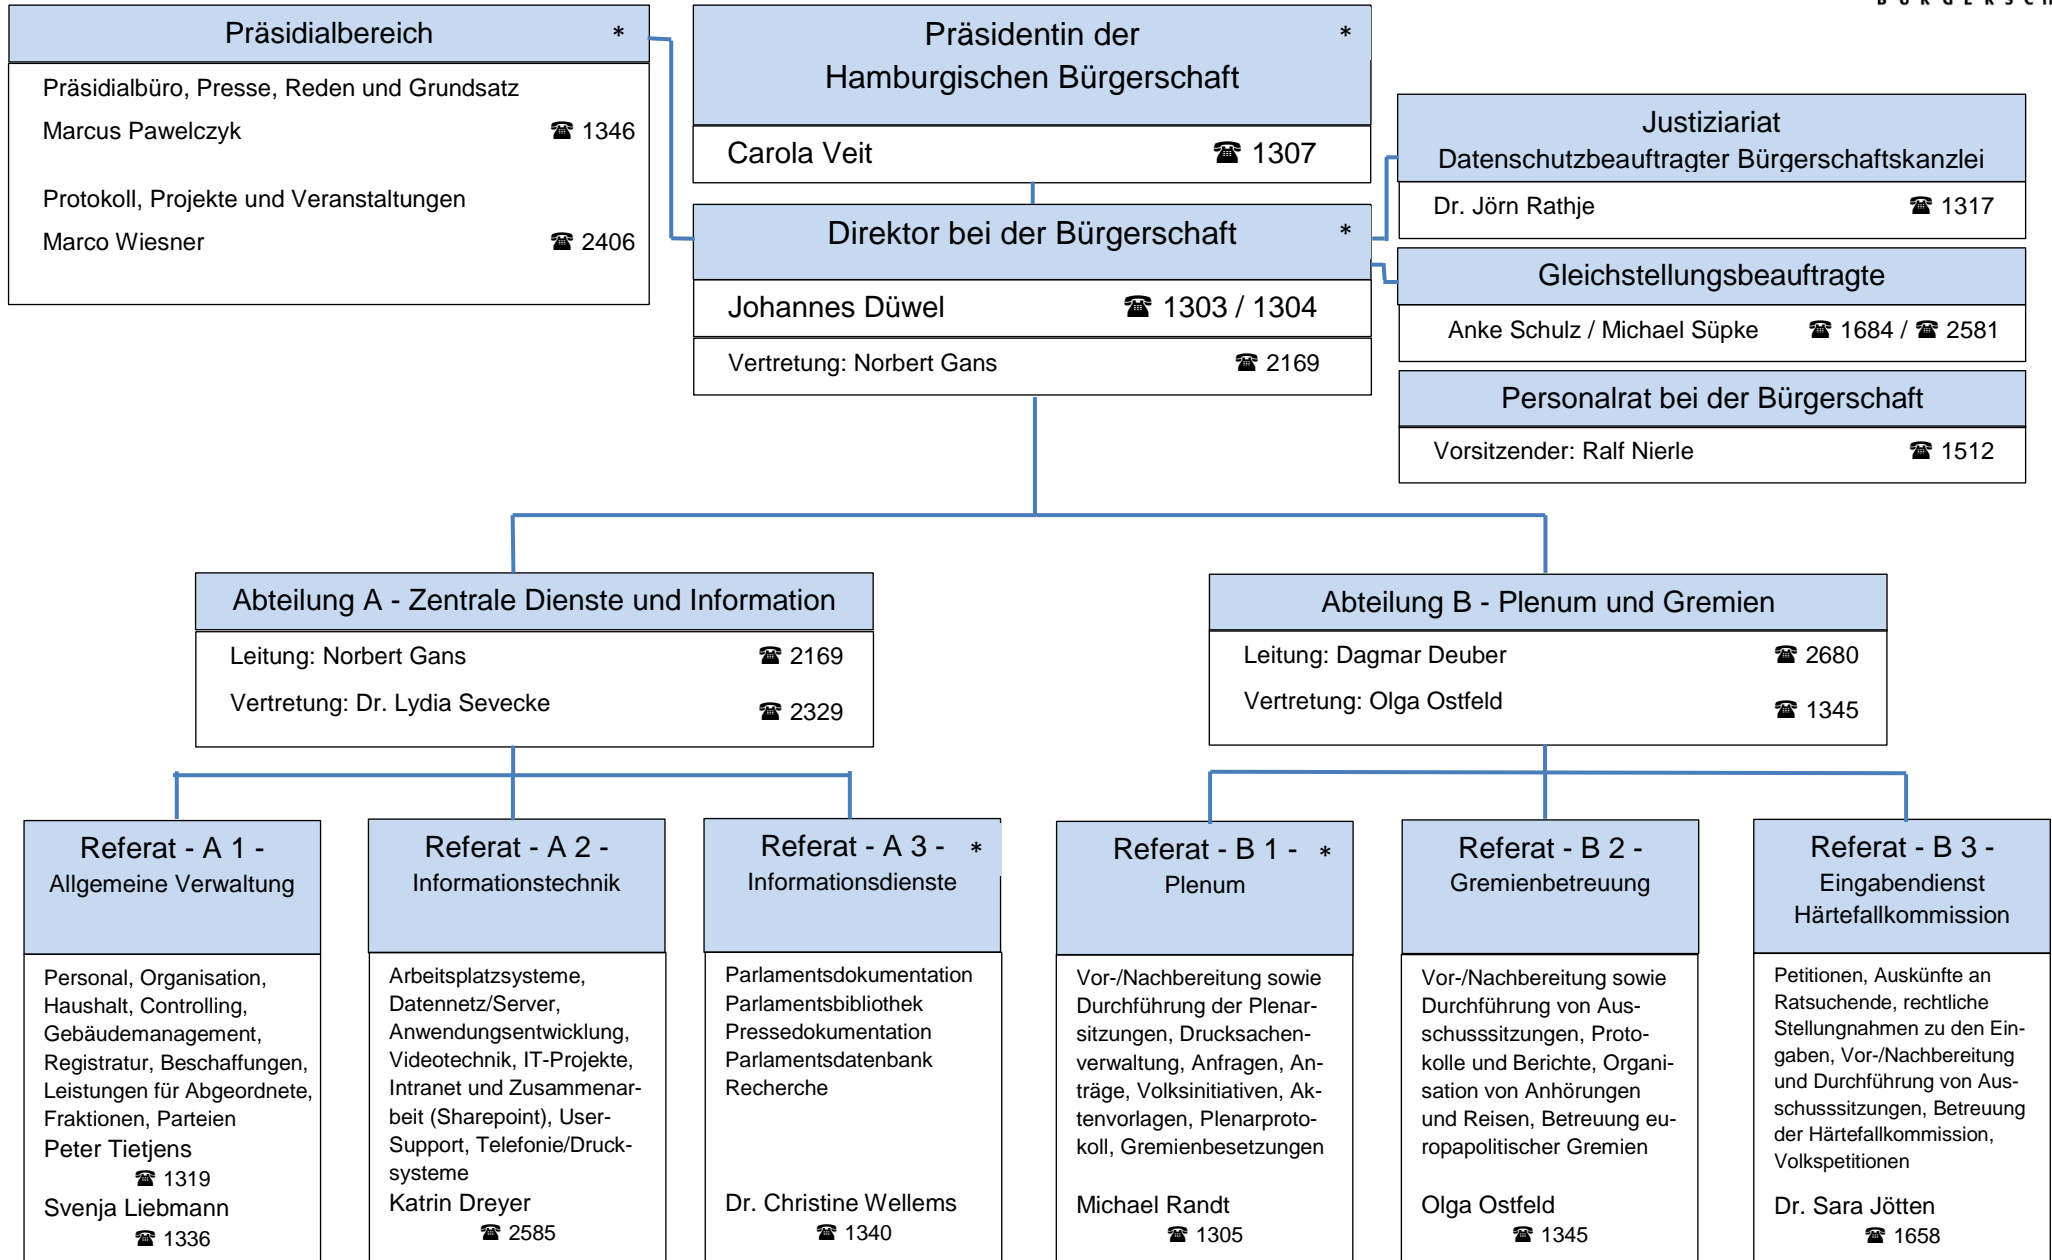 Präsidialbereich *
Präsidialbüro, Presse, Reden und Grundsatz
Marcus Pawelczyk ☎ 1346
Protokoll, Projekte und Veranstaltungen
Marco Wiesner ☎ 2406
Präsidentin der *
Hamburgischen Bürgerschaft
Carola Veit ☎ 1307
Direktor bei der Bürgerschaft *
Johannes Düwel ☎ 1303 / 1304
Vertretung: Norbert Gans ☎ 2169
Justiziariat
Datenschutzbeauftragter Bürgerschaftskanzlei
Dr. Jörn Rathje ☎ 1317
Gleichstellungsbeauftragte
Anke Schulz / Michael Süpke ☎ 1684 / ☎ 2581
Personalrat bei der Bürgerschaft
Vorsitzender: Ralf Nierle ☎ 1512
Abteilung A - Zentrale Dienste und Information
Leitung: Norbert Gans ☎ 2169
Vertretung: Dr. Lydia Sevecke ☎ 2329
Abteilung B - Plenum und Gremien
Leitung: Dagmar Deuber ☎ 2680
Vertretung: Olga Ostfeld ☎ 1345
Referat - A 1 -
Allgemeine Verwaltung
Personal, Organisation,
Haushalt, Controlling,
Gebäudemanagement,
Registratur, Beschaffungen,
Leistungen für Abgeordnete,
Fraktionen, Parteien
Peter Tietjens
☎ 1319
Svenja Liebmann
☎ 1336
Referat - A 2 -
Informationstechnik
Arbeitsplatzsysteme,
Datennetz/Server,
Anwendungsentwicklung,
Videotechnik, IT-Projekte,
Intranet und Zusammenar-
beit (Sharepoint), User-
Support, Telefonie/Druck-
systeme
Katrin Dreyer
☎ 2585
Referat - A 3 - *
Informationsdienste
Parlamentsdokumentation
Parlamentsbibliothek
Pressedokumentation
Parlamentsdatenbank
Recherche
Dr. Christine Wellems
☎ 1340
Referat - B 1 - *
Plenum
Vor-/Nachbereitung sowie
Durchführung der Plenar-
sitzungen, Drucksachen-
verwaltung, Anfragen, An-
träge, Volksinitiativen, Ak-
tenvorlagen, Plenarproto-
koll, Gremienbesetzungen
Michael Randt
☎ 1305
Referat - B 2 -
Gremienbetreuung
Vor-/Nachbereitung sowie
Durchführung von Aus-
schusssitzungen, Proto-
kolle und Berichte, Organi-
sation von Anhörungen
und Reisen, Betreuung eu-
ropapolitischer Gremien
Olga Ostfeld
☎ 1345
Referat - B 3 -
Eingabendienst
Härtefallkommission
Petitionen, Auskünfte an
Ratsuchende, rechtliche
Stellungnahmen zu den Ein-
gaben, Vor-/Nachbereitung
und Durchführung von Aus-
schusssitzungen, Betreuung
der Härtefallkommission,
Volkspetitionen
Dr. Sara Jötten
☎ 1658